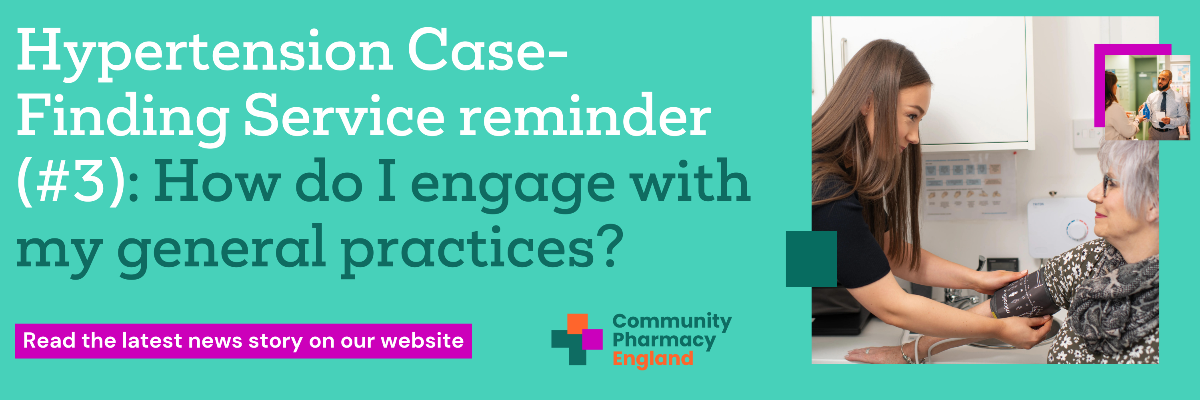 Hypertension Case-
Finding Service reminder
(#3): How do I engage with
my general practices?
Read the latest news story on our website
Community
Pharmacy
England